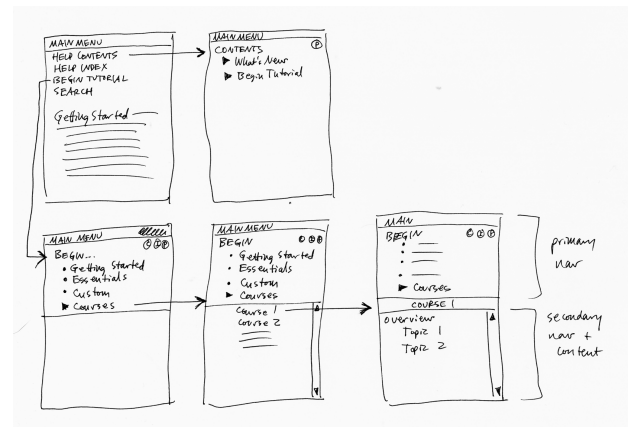 MAIN MENU
HELP CONTENTS
HELP INDEX
BEGIN TUTORIAL
SEARCH
Getting Started
MAIN MENU
P
CONTENTS
What's New
Begin Tutorial
MAIN MENU
C I P
BEGIN...
Getting Started
Essentials
Custom
Courses
MAIN MENU
BEGIN C I P
Getting Started
Essentials
Custom
Courses
Course 1
Course 2
MAIN
BEGIN C I P
Courses
COURSE 1
Overview
Topic 1
Topic 2
primary
nav
secondary
nav +
content